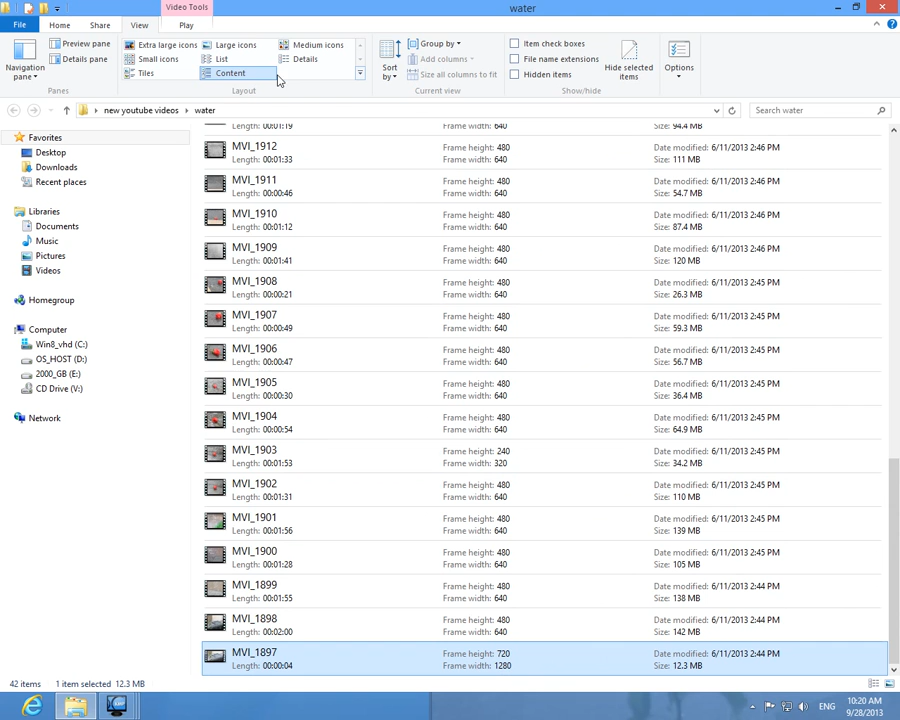 Video Tools
water
File Home Share View Play
Navigation pane
Preview pane
Details pane
Panes
Extra large icons Large icons Medium icons
Small icons List Details
Tiles Content
Layout
Sort by
Group by
Add columns
Size all columns to fit
Current view
Item check boxes
File name extensions
Hidden items
Hide selected items
Show/hide
Options
new youtube videos water
Search water
Favorites
Desktop
Downloads
Recent places
Libraries
Documents
Music
Pictures
Videos
Homegroup
Computer
Win8_vhd (C:)
OS_HOST (D:)
2000_GB (E:)
CD Drive (V:)
Network
Length: 00:01:19 Frame width: 640 Size: 94.4 MB
MVI_1912 Frame height: 480 Date modified: 6/11/2013 2:46 PM
Length: 00:01:33 Frame width: 640 Size: 111 MB
MVI_1911 Frame height: 480 Date modified: 6/11/2013 2:46 PM
Length: 00:00:46 Frame width: 640 Size: 54.7 MB
MVI_1910 Frame height: 480 Date modified: 6/11/2013 2:46 PM
Length: 00:01:12 Frame width: 640 Size: 87.4 MB
MVI_1909 Frame height: 480 Date modified: 6/11/2013 2:46 PM
Length: 00:01:41 Frame width: 640 Size: 120 MB
MVI_1908 Frame height: 480 Date modified: 6/11/2013 2:46 PM
Length: 00:00:21 Frame width: 640 Size: 26.3 MB
MVI_1907 Frame height: 480 Date modified: 6/11/2013 2:45 PM
Length: 00:00:49 Frame width: 640 Size: 59.3 MB
MVI_1906 Frame height: 480 Date modified: 6/11/2013 2:45 PM
Length: 00:00:47 Frame width: 640 Size: 56.7 MB
MVI_1905 Frame height: 480 Date modified: 6/11/2013 2:45 PM
Length: 00:00:30 Frame width: 640 Size: 36.4 MB
MVI_1904 Frame height: 480 Date modified: 6/11/2013 2:45 PM
Length: 00:00:54 Frame width: 640 Size: 64.9 MB
MVI_1903 Frame height: 240 Date modified: 6/11/2013 2:45 PM
Length: 00:01:53 Frame width: 320 Size: 34.2 MB
MVI_1902 Frame height: 480 Date modified: 6/11/2013 2:45 PM
Length: 00:01:31 Frame width: 640 Size: 110 MB
MVI_1901 Frame height: 480 Date modified: 6/11/2013 2:45 PM
Length: 00:01:56 Frame width: 640 Size: 139 MB
MVI_1900 Frame height: 480 Date modified: 6/11/2013 2:45 PM
Length: 00:01:28 Frame width: 640 Size: 105 MB
MVI_1899 Frame height: 480 Date modified: 6/11/2013 2:44 PM
Length: 00:01:55 Frame width: 640 Size: 138 MB
MVI_1898 Frame height: 480 Date modified: 6/11/2013 2:44 PM
Length: 00:02:00 Frame width: 640 Size: 142 MB
MVI_1897 Frame height: 720 Date modified: 6/11/2013 2:44 PM
Length: 00:00:04 Frame width: 1280 Size: 12.3 MB
42 items 1 item selected 12.3 MB
ENG
10:20 AM
9/28/2013